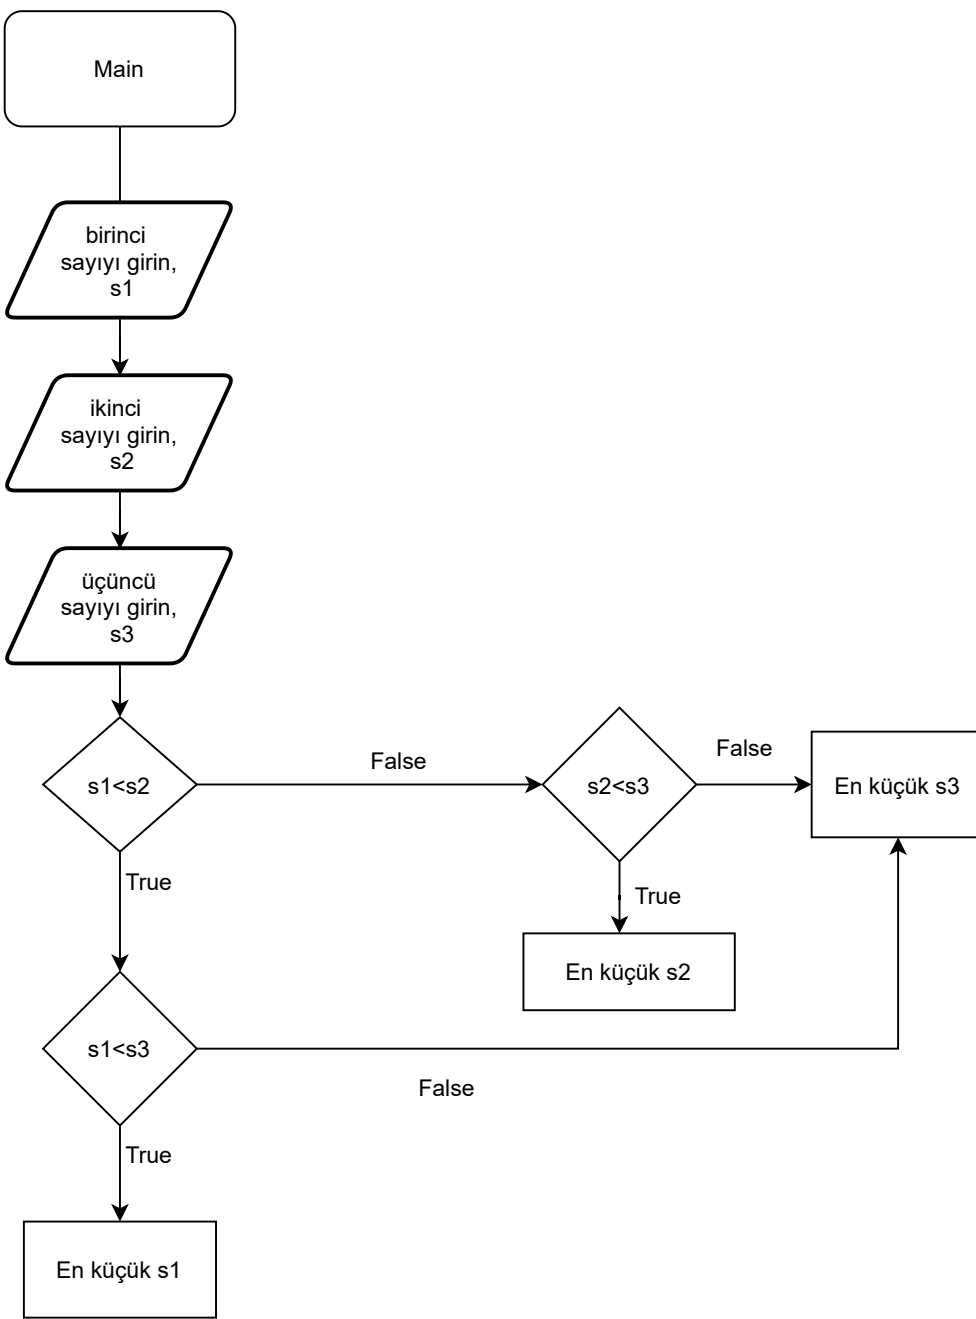 Main
birinci
sayıyı girin,
s1
ikinci
sayıyı girin,
s2
üçüncü
sayıyı girin,
s3
s1<s2
False
s2<s3
False
En küçük s3
True
True
En küçük s2
s1<s3
False
True
En küçük s1